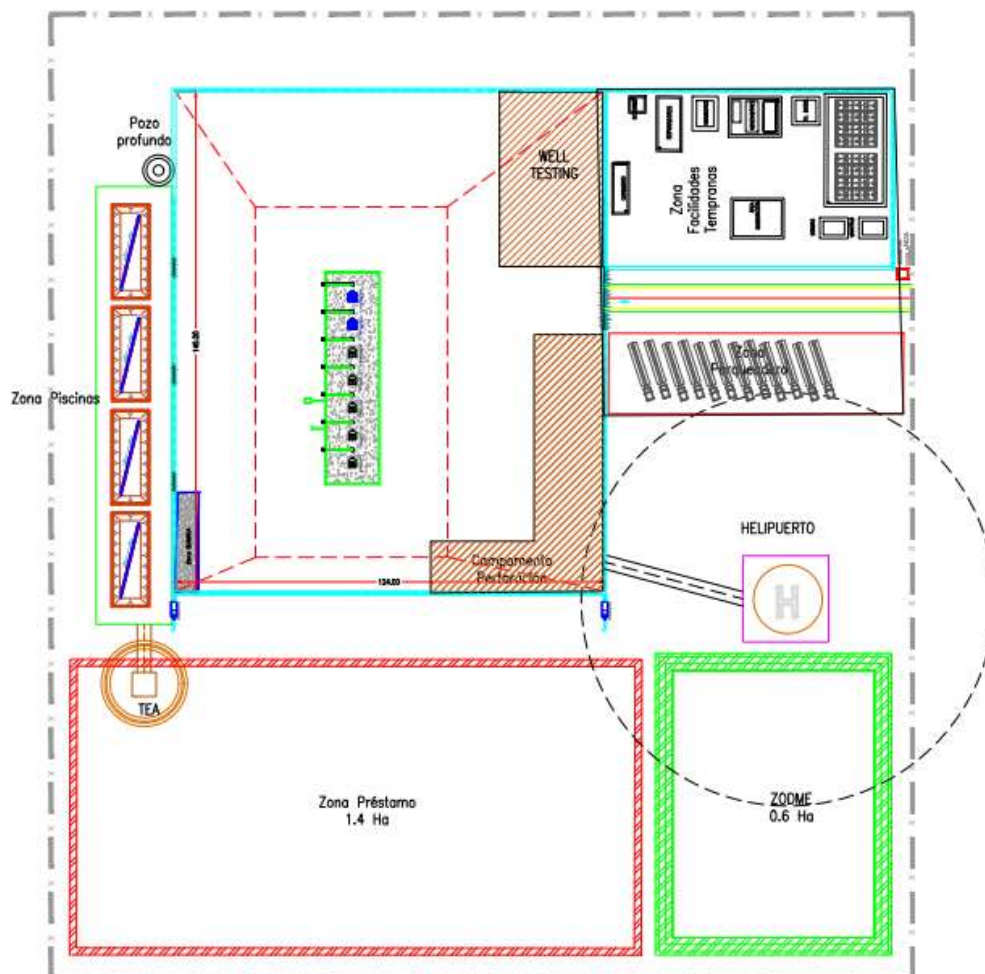 Pozo
profundo
WELL
TESTING
Zona
Facilidades
Tempranas
Zona
Parqueadero
Zona Piscinas
HELIPUERTO
H
Campamento
Perforación
124.00
TEA
Zona Préstamo
1.4 Ha
ZODME
0.6 Ha